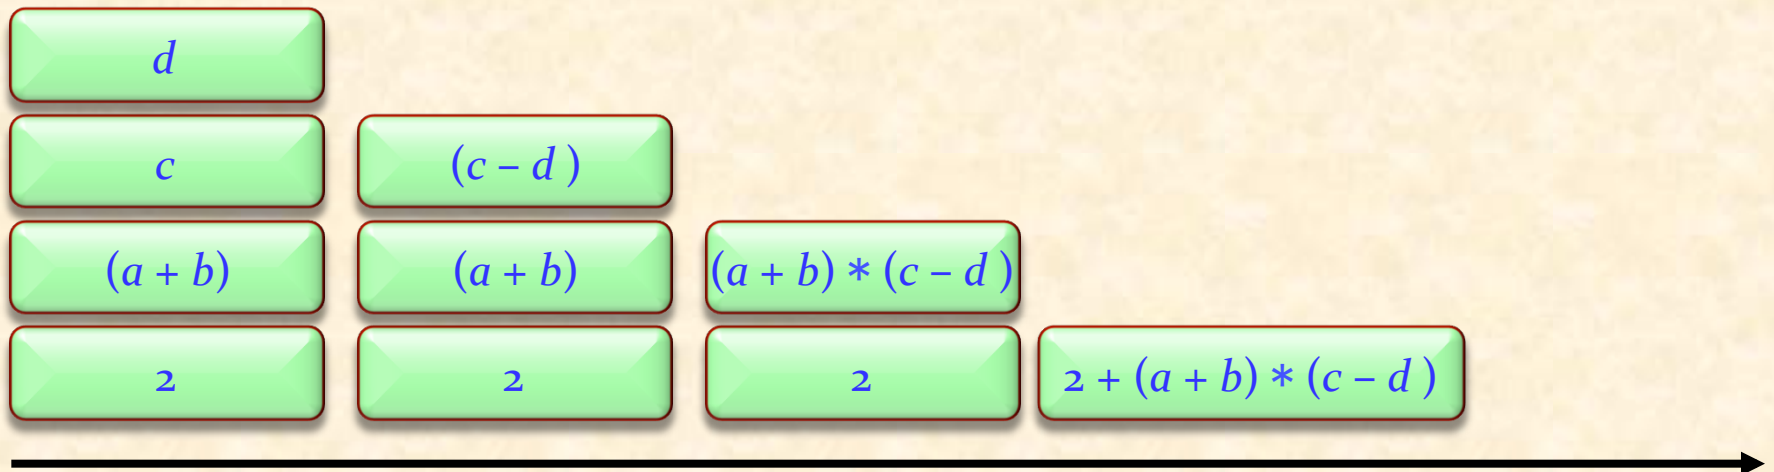 d
c (c – d )
(a + b) (a + b) (a + b) * (c – d )
2 2 2 2 + (a + b) * (c – d )